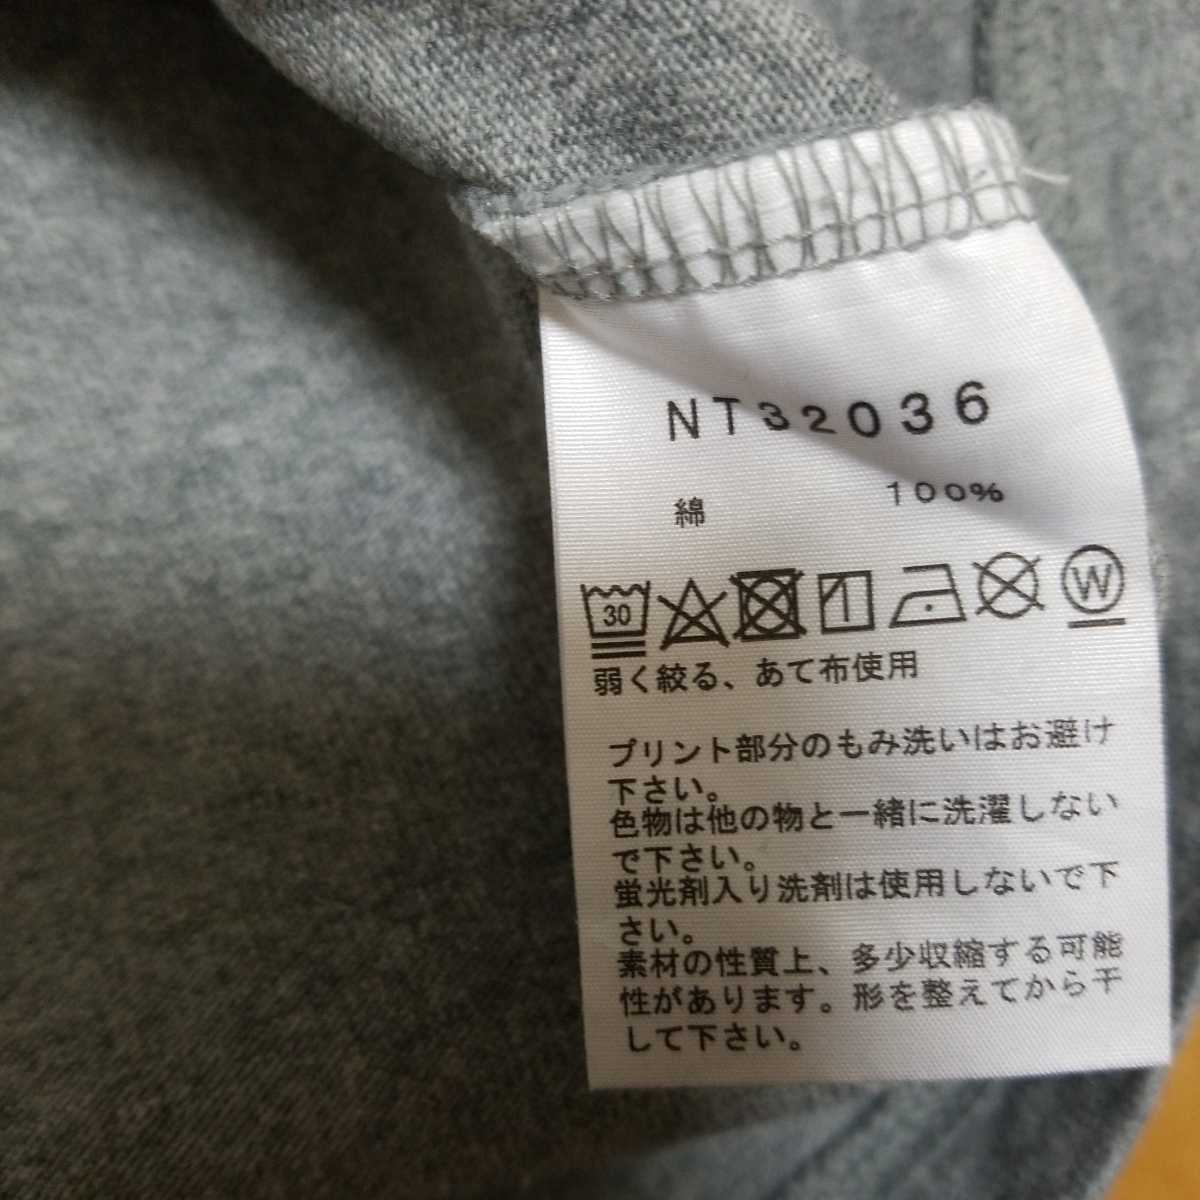 NT32036
綿 100%
30 W
弱く絞る、あて布使用
プリント部分のもみ洗いはお避け
下さい。
色物は他の物と一緒に洗濯しない
で下さい。
蛍光剤入り洗剤は使用しないで下
さい。
素材の性質上、多少収縮する可能
性があります。形を整えてから干
して下さい。